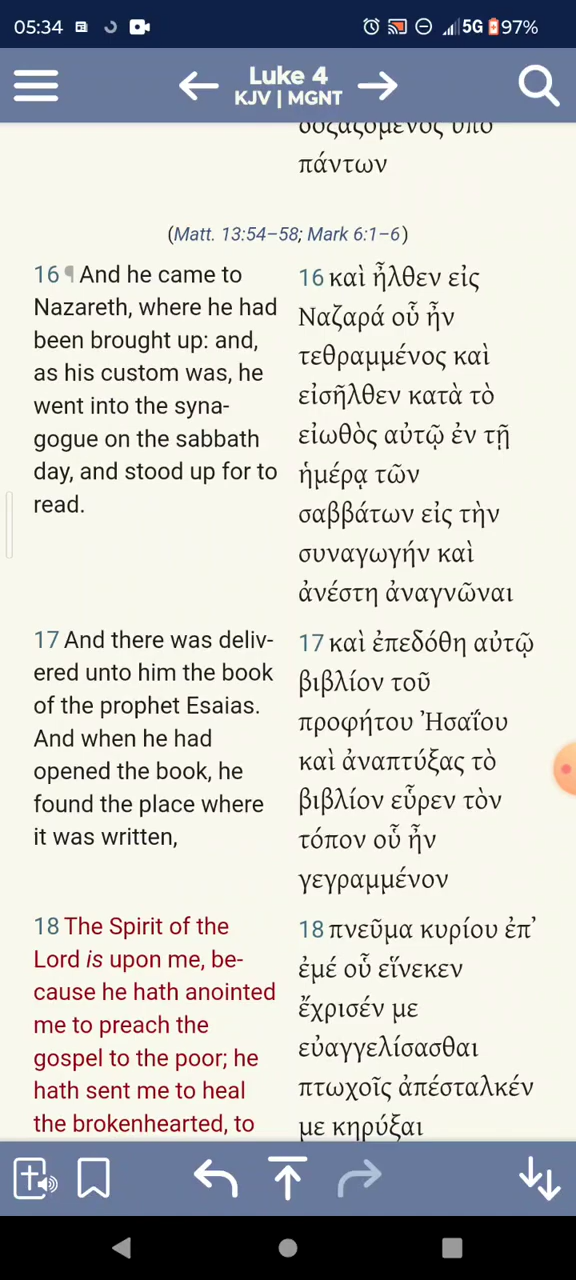 05:34 5G 97%
Luke 4
KJV | MGNT
δοξαζόμενος ὑπὸ
πάντων
(Matt. 13:54–58; Mark 6:1–6)
16 ¶ And he came to
Nazareth, where he had
been brought up: and,
as his custom was, he
went into the syna-
gogue on the sabbath
day, and stood up for to
read.
16 καὶ ἦλθεν εἰς
Ναζαρά οὗ ἦν
τεθραμμένος καὶ
εἰσῆλθεν κατὰ τὸ
εἰωθὸς αὐτῷ ἐν τῇ
ἡμέρᾳ τῶν
σαββάτων εἰς τὴν
συναγωγήν καὶ
ἀνέστη ἀναγνῶναι
17 And there was deliv-
ered unto him the book
of the prophet Esaias.
And when he had
opened the book, he
found the place where
it was written,
17 καὶ ἐπεδόθη αὐτῷ
βιβλίον τοῦ
προφήτου Ἠσαΐου
καὶ ἀναπτύξας τὸ
βιβλίον εὗρεν τὸν
τόπον οὗ ἦν
γεγραμμένον
18 The Spirit of the
Lord is upon me, be-
cause he hath anointed
me to preach the
gospel to the poor; he
hath sent me to heal
the brokenhearted, to
18 πνεῦμα κυρίου ἐπ’
ἐμέ οὗ εἵνεκεν
ἔχρισέν με
εὐαγγελίσασθαι
πτωχοῖς ἀπέσταλκέν
με κηρύξαι